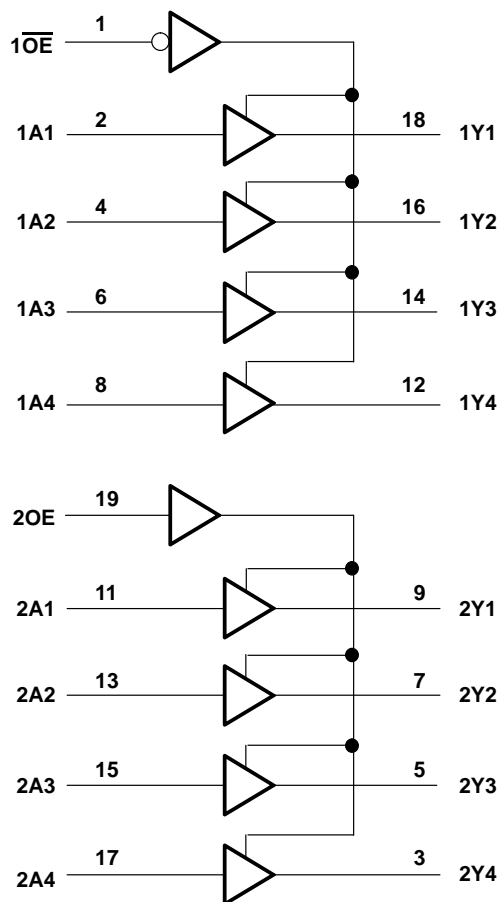 1O̅E̅ 1
1A1 2 18 1Y1
1A2 4 16 1Y2
1A3 6 14 1Y3
1A4 8 12 1Y4
2OE 19
2A1 11 9 2Y1
2A2 13 7 2Y2
2A3 15 5 2Y3
2A4 17 3 2Y4